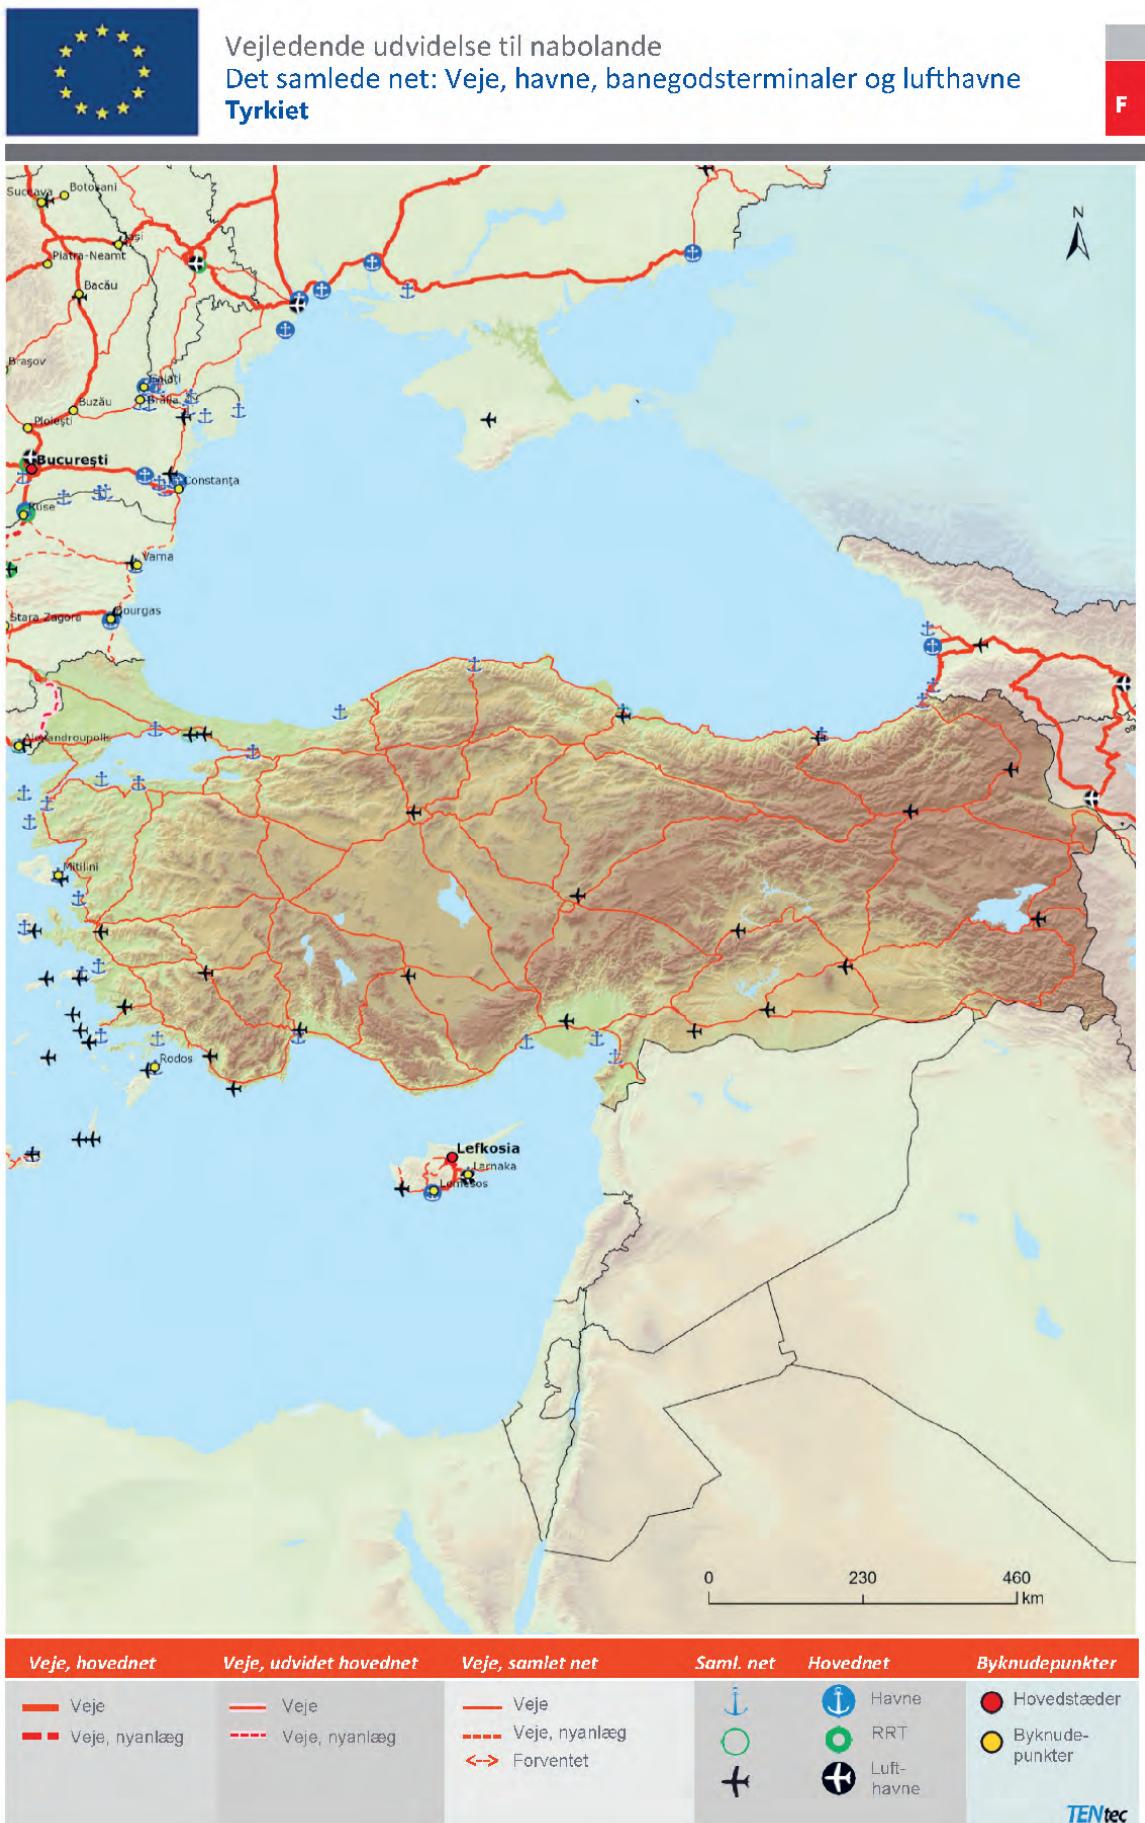 Vejledende udvidelse til nabolande
Det samlede net: Veje, havne, banegodsterminaler og lufthavne
Tyrkiet
F
N
Suceava
Botoșani
Iași
Piatra-Neamt
Bacău
Brașov
Galați
Brăila
Buzău
Ploiești
București
Constanța
Ruse
Varna
Bourgas
Stara Zagora
Alexandroupolis
Mitilini
Rodos
Lefkosia
Larnaka
Lemesos
0 230 460
km
Veje, hovednet
Veje
Veje, nyanlæg
Veje, udvidet hovednet
Veje
Veje, nyanlæg
Veje, samlet net
Veje
Veje, nyanlæg
Forventet
Saml. net Hovednet
Havne
RRT
Luft-
havne
Byknudepunkter
Hovedstæder
Byknude-
punkter
TENtec